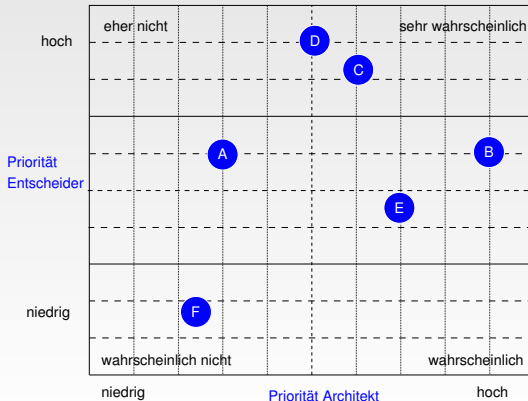 eher nicht
sehr wahrscheinlich
hoch
D
C
A
B
Priorität
Entscheider
E
niedrig
F
wahrscheinlich nicht
wahrscheinlich
niedrig
Priorität Architekt
hoch